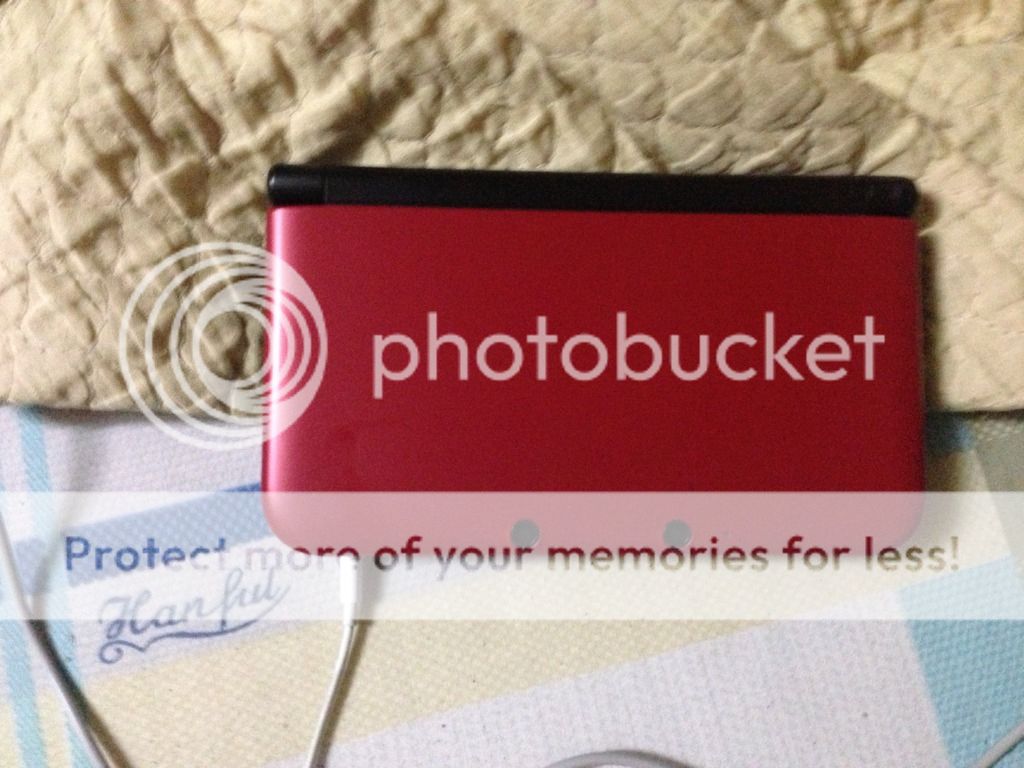 photobucket
Protect more of your memories for less!
Hanful